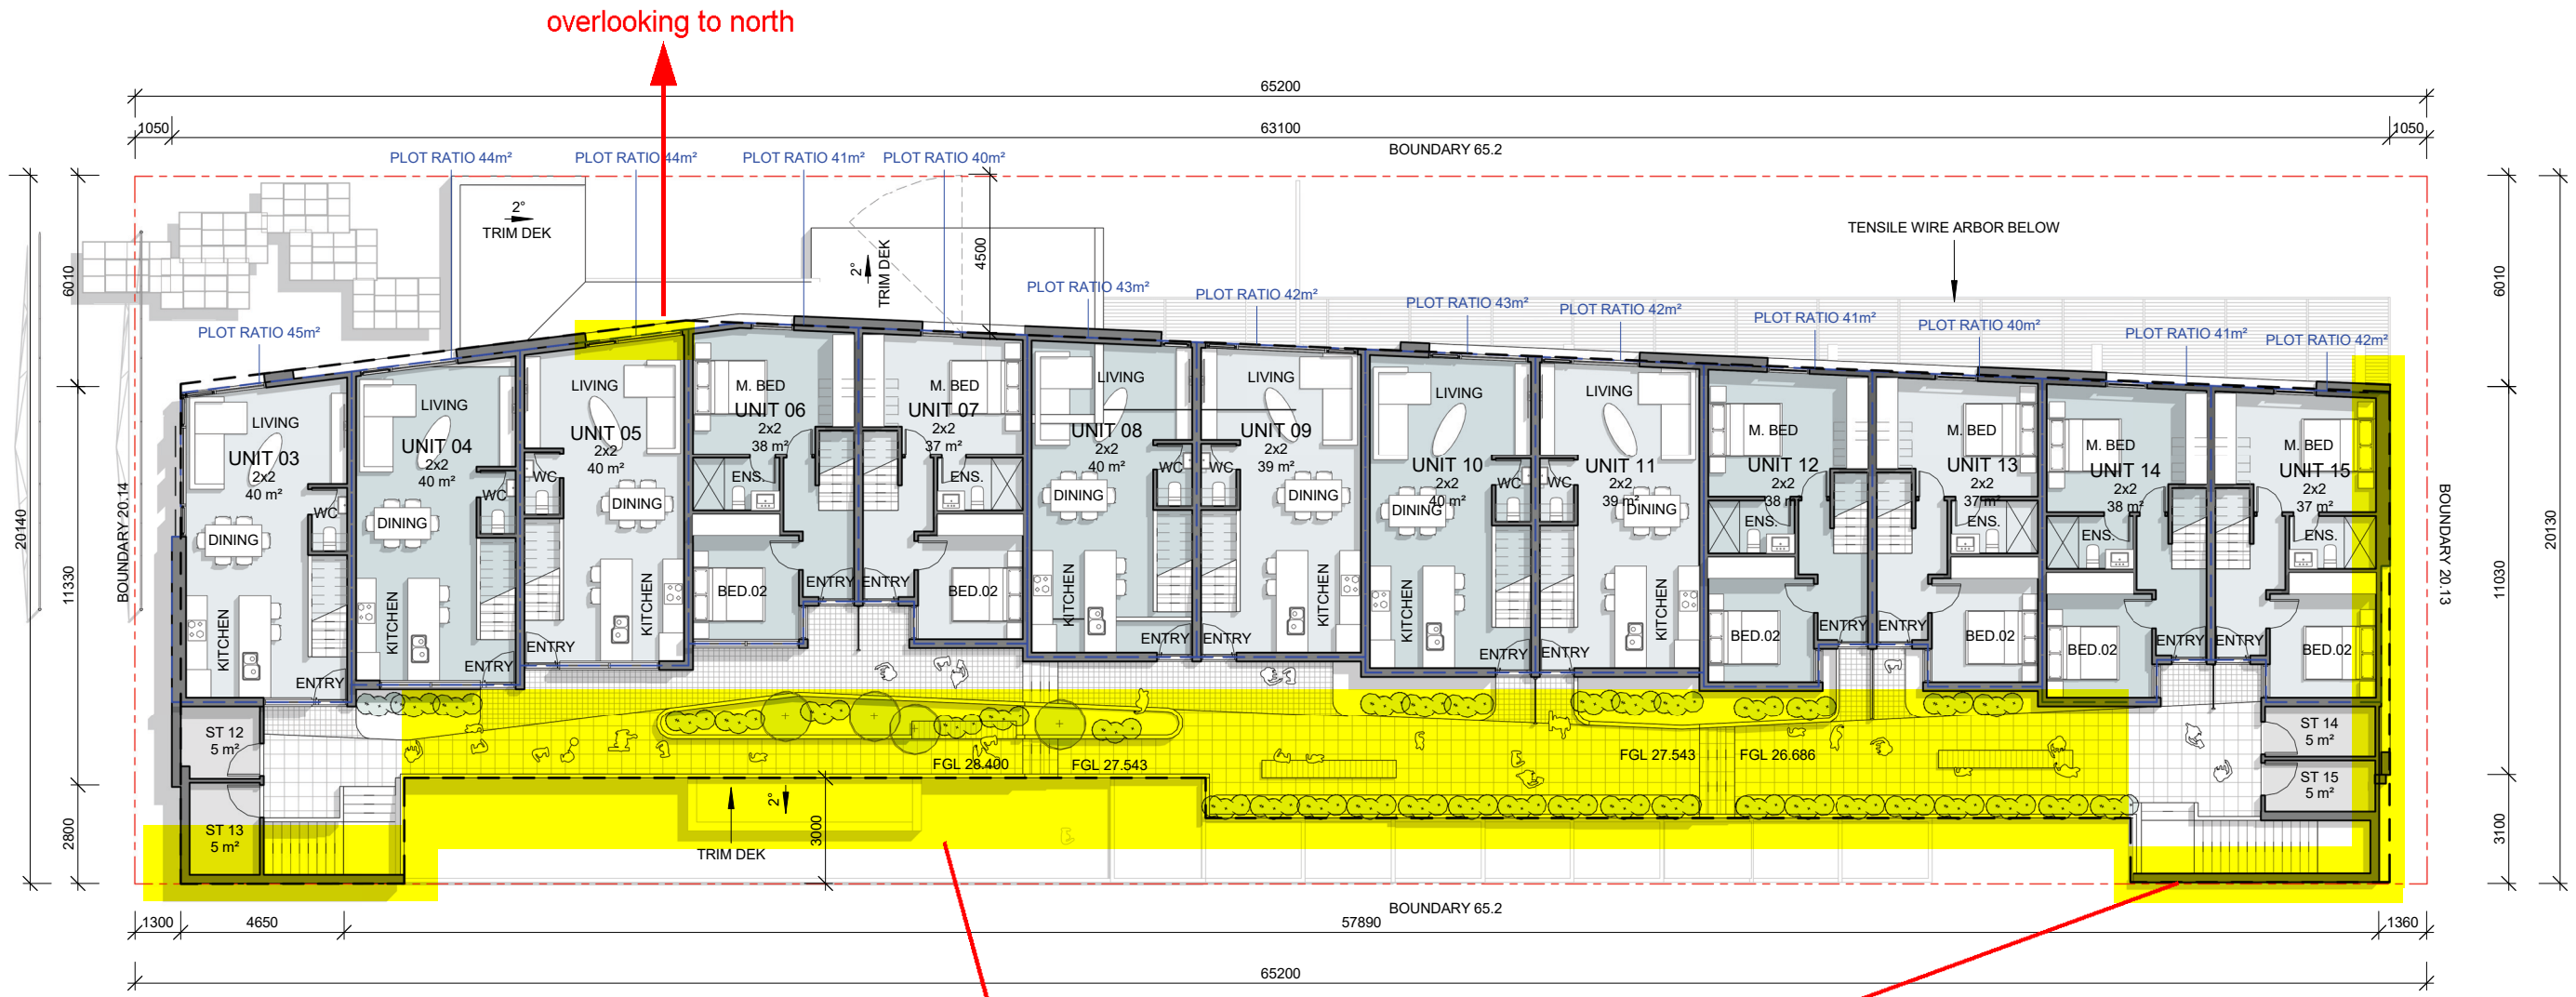 overlooking to north
65200
1050
63100
1050
BOUNDARY 65.2
PLOT RATIO 44m²
PLOT RATIO 44m²
PLOT RATIO 41m²
PLOT RATIO 40m²
2°
TRIM DEK
2°
TRIM DEK
4500
TENSILE WIRE ARBOR BELOW
6010
6010
PLOT RATIO 45m²
PLOT RATIO 43m²
PLOT RATIO 42m²
PLOT RATIO 43m²
PLOT RATIO 42m²
PLOT RATIO 41m²
PLOT RATIO 40m²
PLOT RATIO 41m²
PLOT RATIO 42m²
20140
BOUNDARY 20.14
11330
2800
LIVING
UNIT 03
2x2
40 m²
WC
DINING
KITCHEN
ENTRY
LIVING
UNIT 04
2x2
40 m²
WC
DINING
KITCHEN
ENTRY
LIVING
UNIT 05
2x2
40 m²
WC
DINING
KITCHEN
ENTRY
M. BED
UNIT 06
2x2
38 m²
ENS.
BED.02
ENTRY
M. BED
UNIT 07
2x2
37 m²
ENS.
BED.02
ENTRY
LIVING
UNIT 08
2x2
40 m²
WC
DINING
KITCHEN
ENTRY
LIVING
UNIT 09
2x2
39 m²
WC
DINING
KITCHEN
ENTRY
LIVING
UNIT 10
2x2
40 m²
WC
DINING
KITCHEN
ENTRY
LIVING
UNIT 11
2x2
39 m²
WC
DINING
KITCHEN
ENTRY
M. BED
UNIT 12
2x2
38 m²
ENS.
BED.02
ENTRY
M. BED
UNIT 13
2x2
37 m²
ENS.
BED.02
ENTRY
M. BED
UNIT 14
2x2
38 m²
ENS.
BED.02
ENTRY
M. BED
UNIT 15
2x2
37 m²
ENS.
BED.02
ENTRY
BOUNDARY 20.13
11030
20130
3100
ST 12
5 m²
ST 13
5 m²
FGL 28.400
FGL 27.543
FGL 27.543
FGL 26.686
ST 14
5 m²
ST 15
5 m²
2°
TRIM DEK
3000
BOUNDARY 65.2
1300
4650
57890
1360
65200